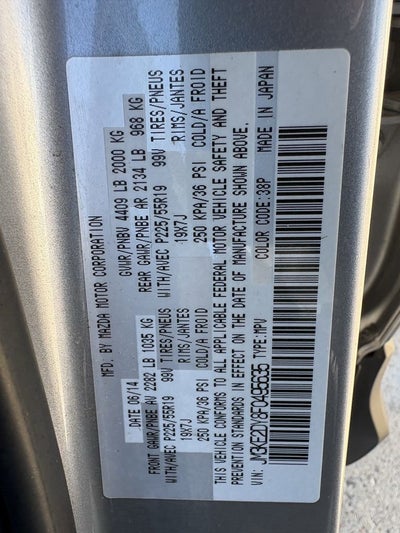 MFD. BY MAZDA MOTOR CORPORATION
DATE 06/14 GVWR/PNBV 4409 LB 2000 KG
FRONT GAWR/PNBE AV 2282 LB 1035 KG REAR GAWR/PNBE AR 2134 LB 968 KG
WITH/AVEC P225/55R19 99V TIRES/PNEUS WITH/AVEC P225/55R19 99V TIRES/PNEUS
19X7J RIMS/JANTES 19X7J RIMS/JANTES
250 KPA/36 PSI COLD/A FROID 250 KPA/36 PSI COLD/A FROID
THIS VEHICLE CONFORMS TO ALL APPLICABLE FEDERAL MOTOR VEHICLE SAFETY AND THEFT
PREVENTION STANDARDS IN EFFECT ON THE DATE OF MANUFACTURE SHOWN ABOVE.
VIN: JM3KE2DY8F0495635 TYPE:MPV COLOR CODE:38P MADE IN JAPAN